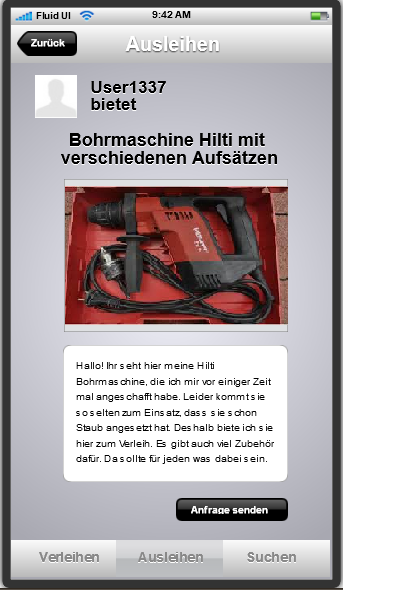 Fluid UI 9:42 AM
Zurück Ausleihen
User1337
bietet
Bohrmaschine Hilti mit
verschiedenen Aufsätzen
Hallo! Ihr seht hier meine Hilti
Bohrmaschine, die ich mir vor einiger Zeit
mal angeschafft habe. Leider kommt sie
so selten zum Einsatz, dass sie schon
Staub angesetzt hat. Deshalb biete ich sie
hier zum Verleih. Es gibt auch viel Zubehör
dafür. Da sollte für jeden was dabei sein.
Anfrage senden
Verleihen Ausleihen Suchen